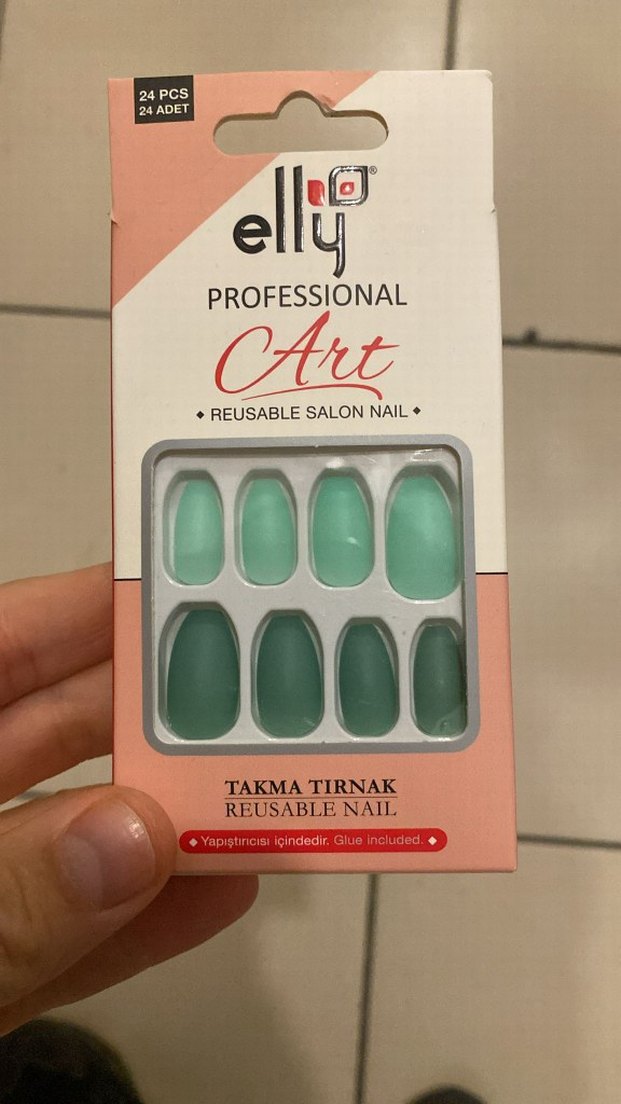 24 PCS
24 ADET
elly®
PROFESSIONAL
Art
REUSABLE SALON NAIL
TAKMA TIRNAK
REUSABLE NAIL
Yapıştırıcısı içindedir. Glue included.